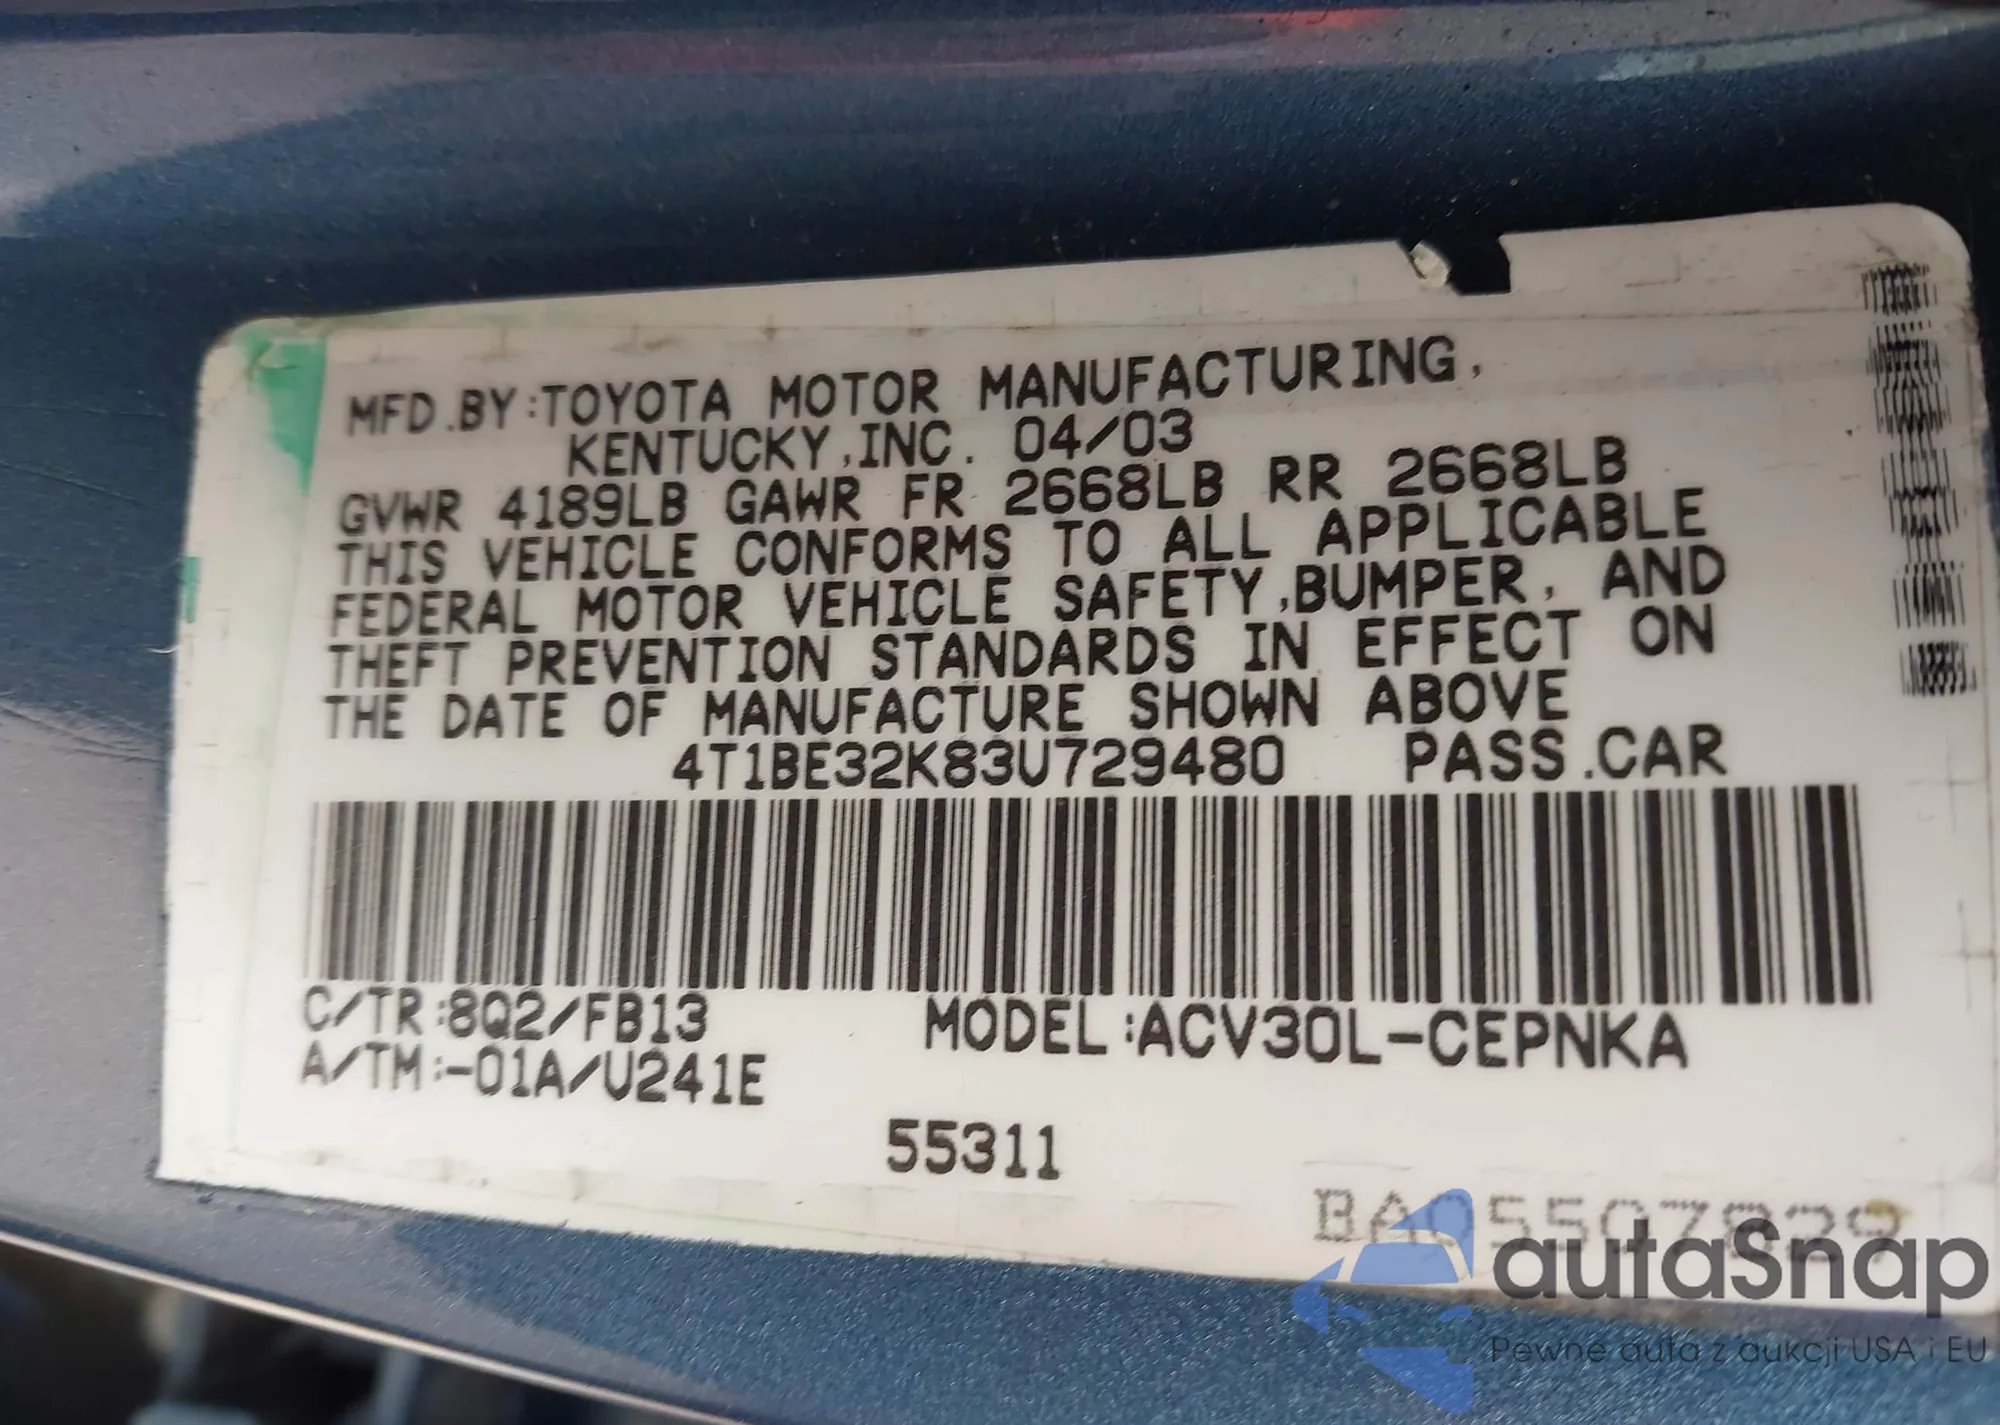 MFD.BY:TOYOTA MOTOR MANUFACTURING,
KENTUCKY,INC. 04/03
GVWR 4189LB GAWR FR 2668LB RR 2668LB
THIS VEHICLE CONFORMS TO ALL APPLICABLE
FEDERAL MOTOR VEHICLE SAFETY,BUMPER, AND
THEFT PREVENTION STANDARDS IN EFFECT ON
THE DATE OF MANUFACTURE SHOWN ABOVE
4T1BE32K83U729480 PASS.CAR
C/TR:8Q2/FB13 MODEL:ACV30L-CEPNKA
A/TM:-01A/U241E
55311
BA05507829
autaSnap
Pewne auta z aukcji USA i EU